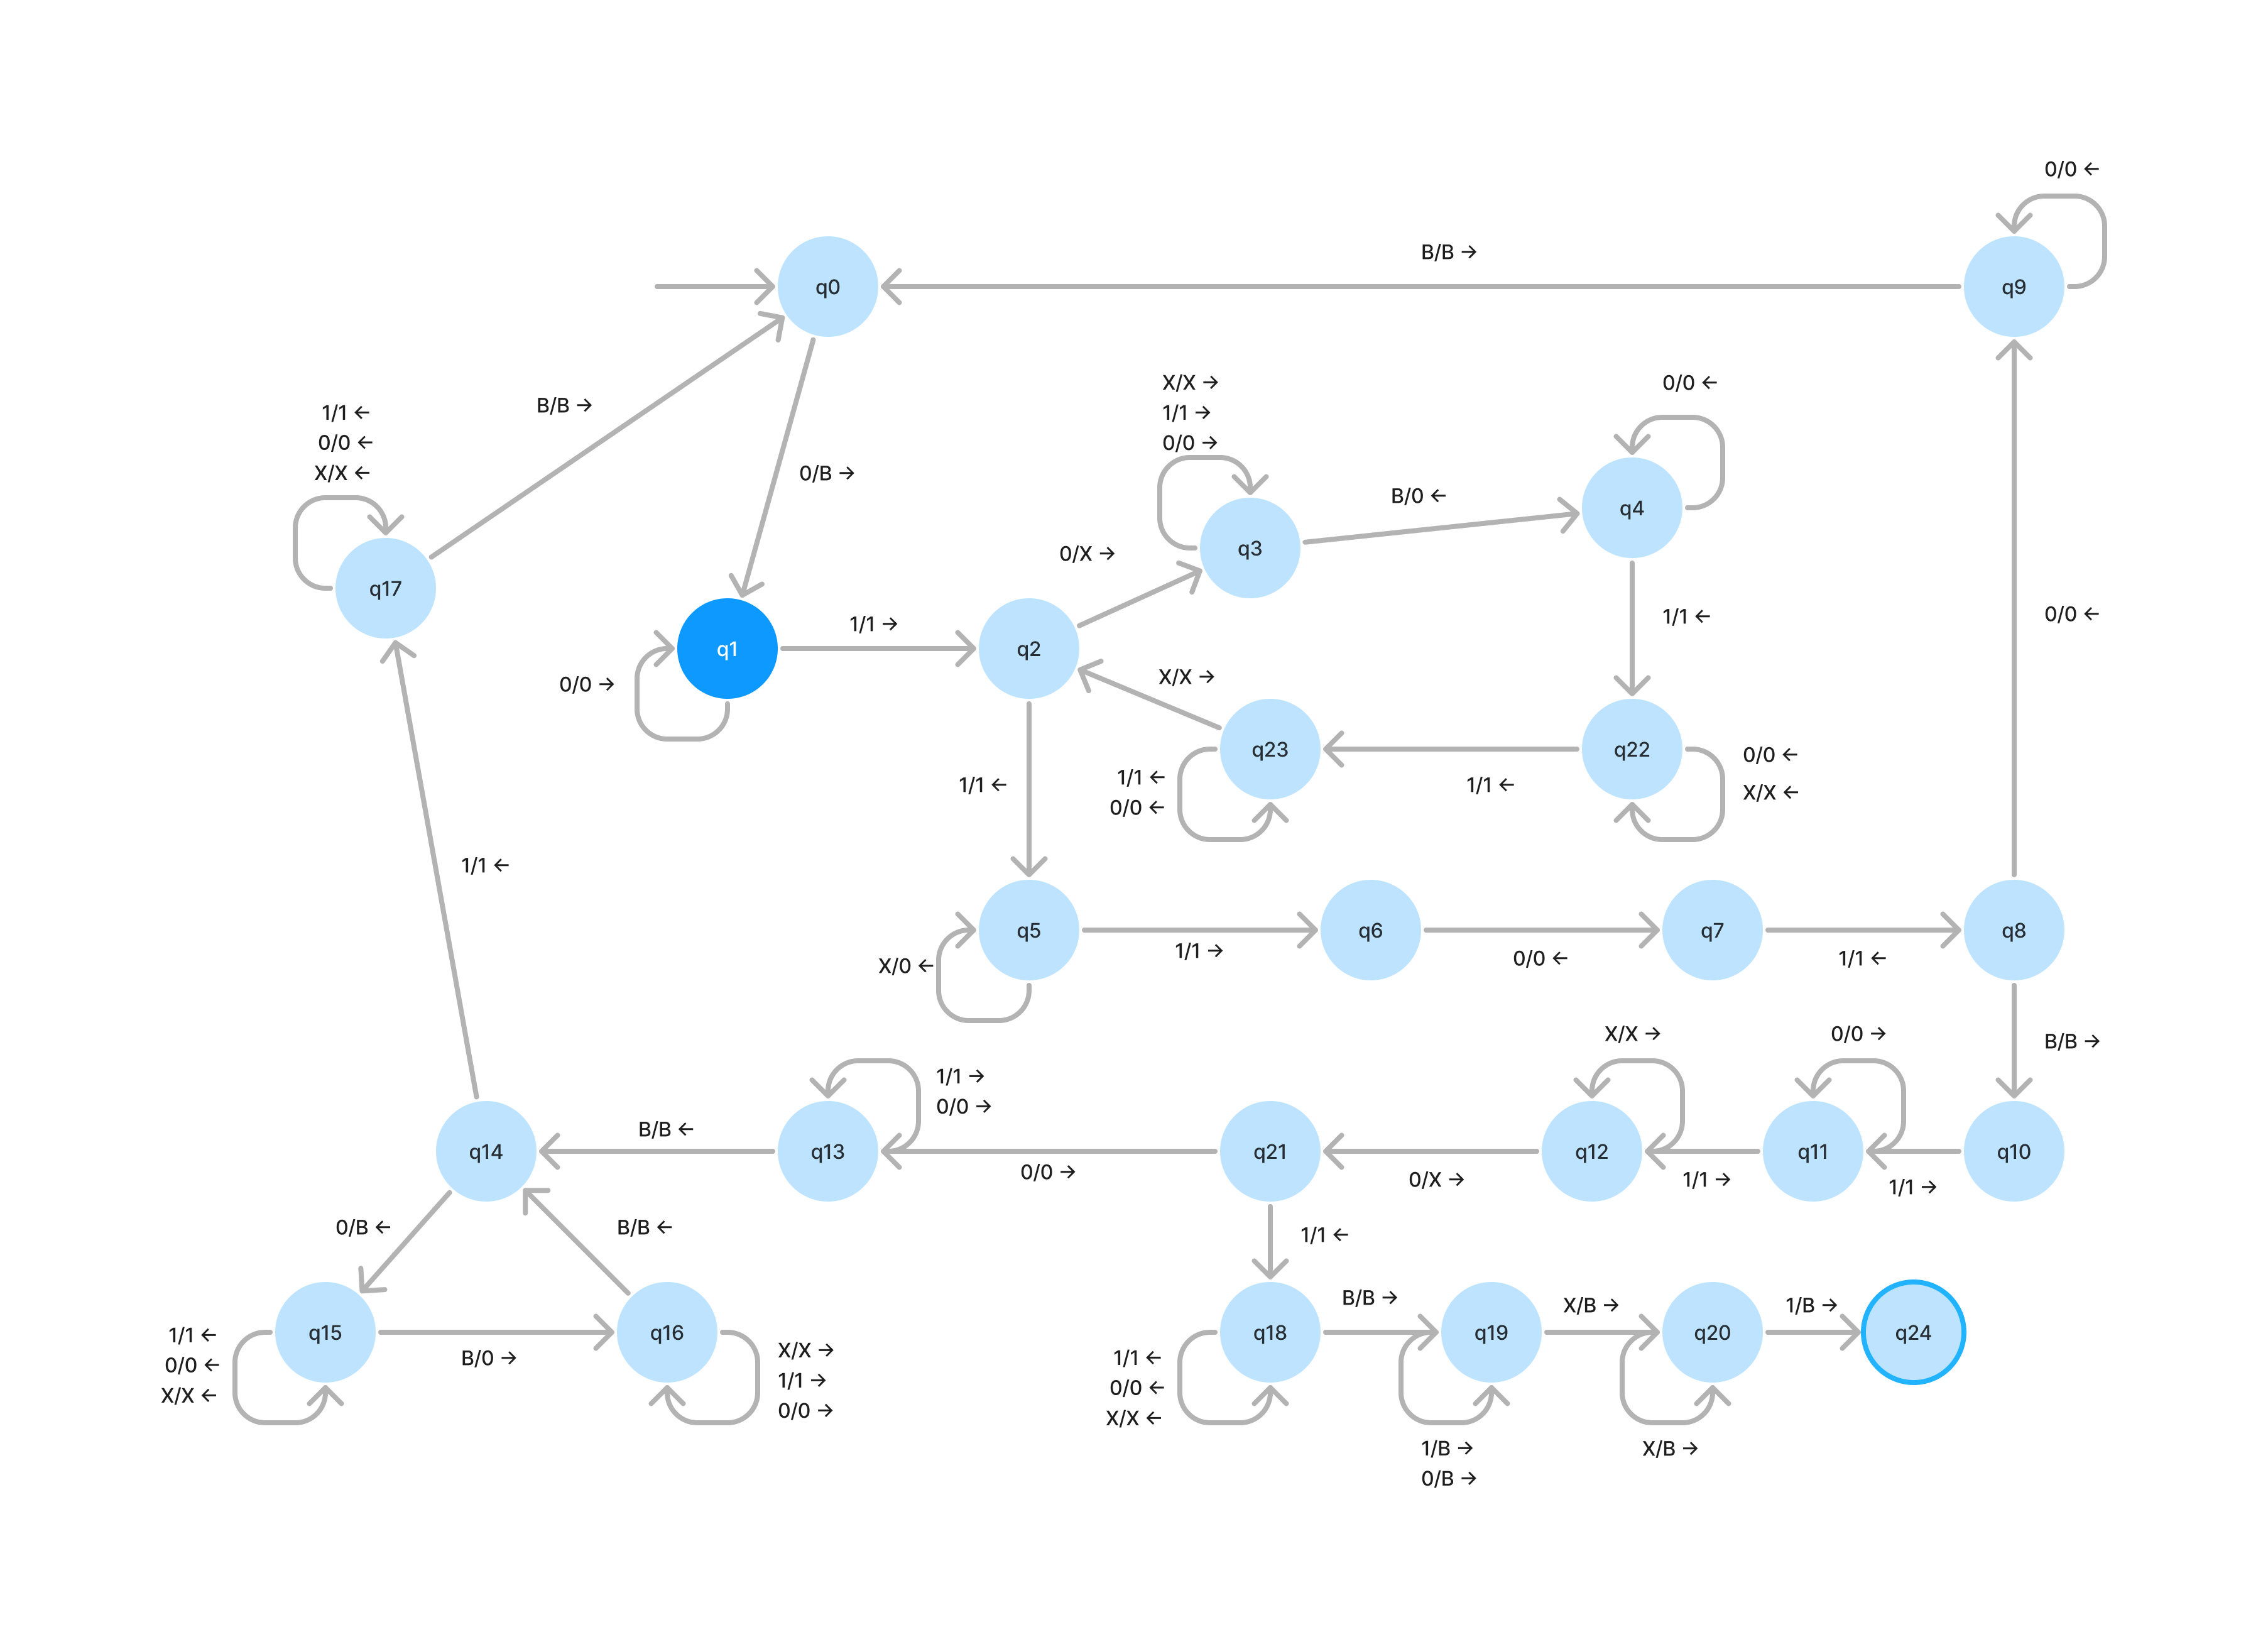 0/0 ←
B/B →
q0
q9
X/X →
1/1 →
0/0 →
0/0 ←
1/1 ←
0/0 ←
X/X ←
B/B →
0/B →
B/0 ←
q4
q3
0/X →
q17
1/1 →
1/1 ←
0/0 ←
q1
q2
X/X →
0/0 →
q23
q22
0/0 ←
X/X ←
1/1 ←
1/1 ←
0/0 ←
1/1 ←
1/1 ←
q5
q6
q7
q8
X/0 ←
1/1 →
0/0 ←
1/1 ←
X/X →
0/0 →
B/B →
1/1 →
0/0 →
B/B ←
q14
q13
q21
q12
q11
q10
0/0 →
0/X →
1/1 →
1/1 →
0/B ←
B/B ←
1/1 ←
B/B →
X/B →
1/B →
q15
q16
q18
q19
q20
q24
1/1 ←
0/0 ←
X/X ←
B/0 →
X/X →
1/1 →
0/0 →
1/1 ←
0/0 ←
X/X ←
1/B →
0/B →
X/B →